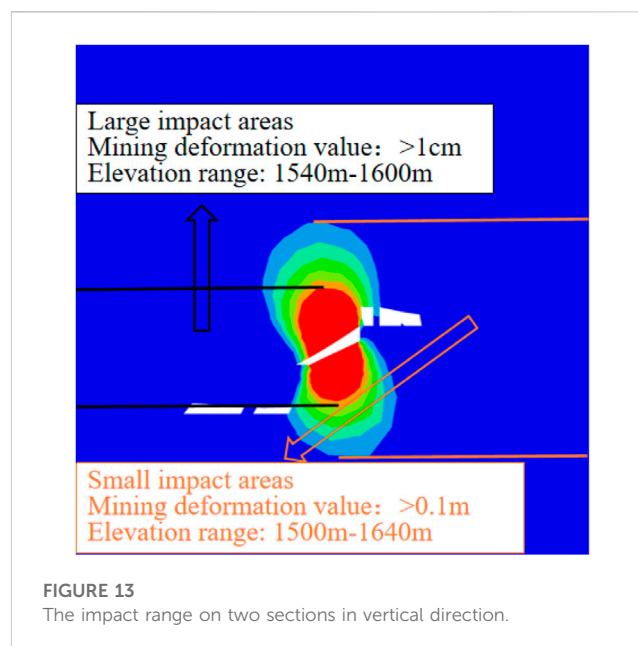 Large impact areas
Mining deformation value：>1cm
Elevation range: 1540m-1600m
Small impact areas
Mining deformation value：>0.1m
Elevation range: 1500m-1640m
FIGURE 13
The impact range on two sections in vertical direction.